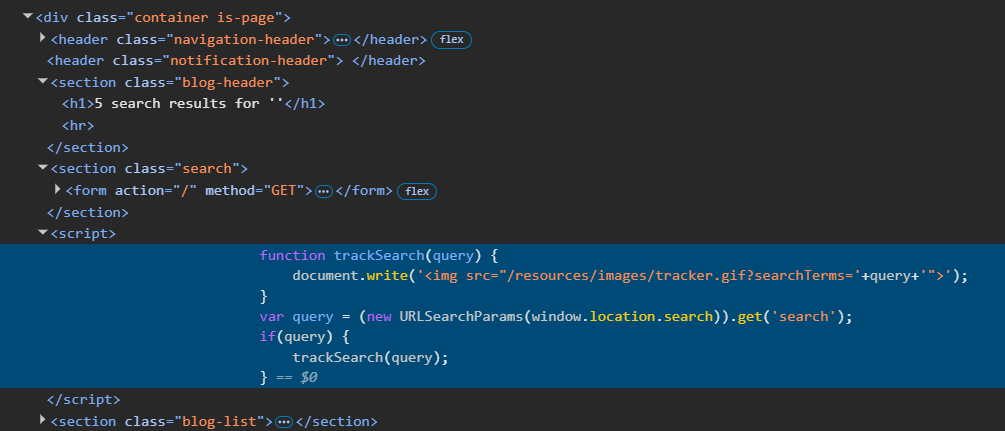 <div class="container is-page">
<header class="navigation-header">⋯</header> flex
<header class="notification-header"> </header>
<section class="blog-header">
<h1>5 search results for ''</h1>
<hr>
</section>
<section class="search">
<form action="/" method="GET">⋯</form> flex
</section>
<script>
function trackSearch(query) {
document.write('<img src="/resources/images/tracker.gif?searchTerms='+query+'">');
}
var query = (new URLSearchParams(window.location.search)).get('search');
if(query) {
trackSearch(query);
} == $0
</script>
<section class="blog-list">⋯</section>